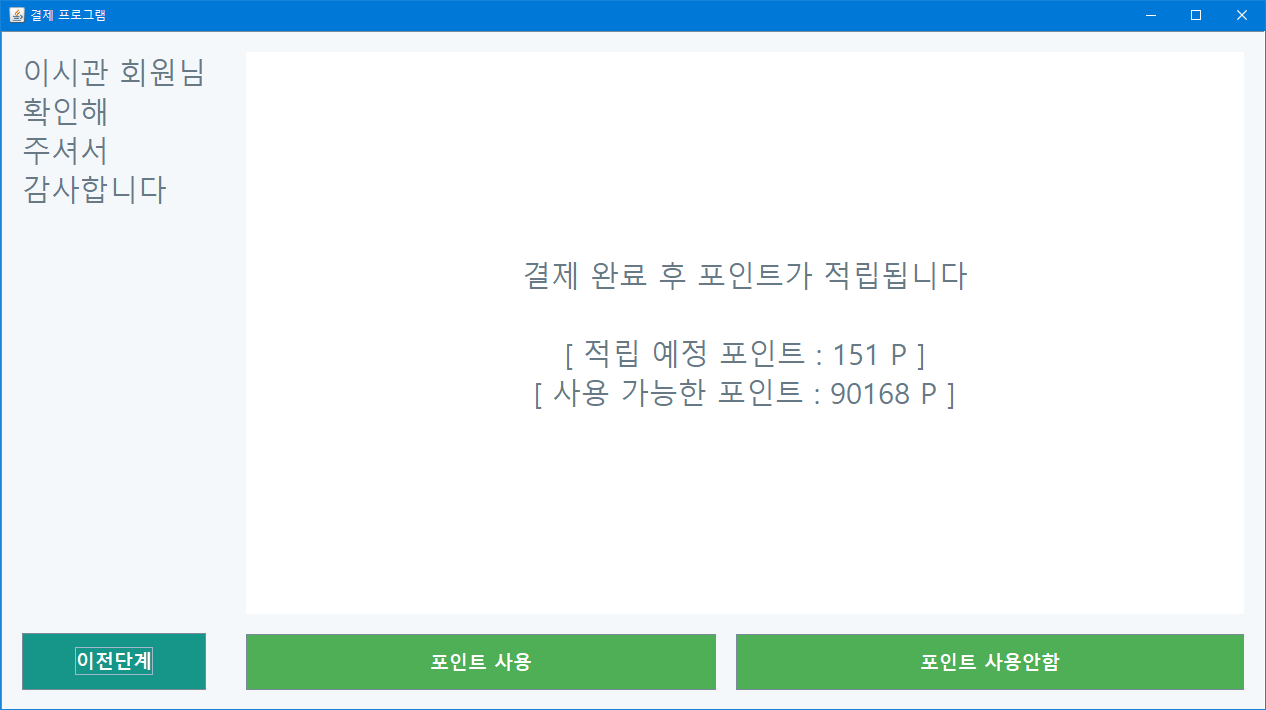 결제 프로그램
이시관 회원님
확인해
주셔서
감사합니다
결제 완료 후 포인트가 적립됩니다
[ 적립 예정 포인트 : 151 P ]
[ 사용 가능한 포인트 : 90168 P ]
이전단계
포인트 사용
포인트 사용안함